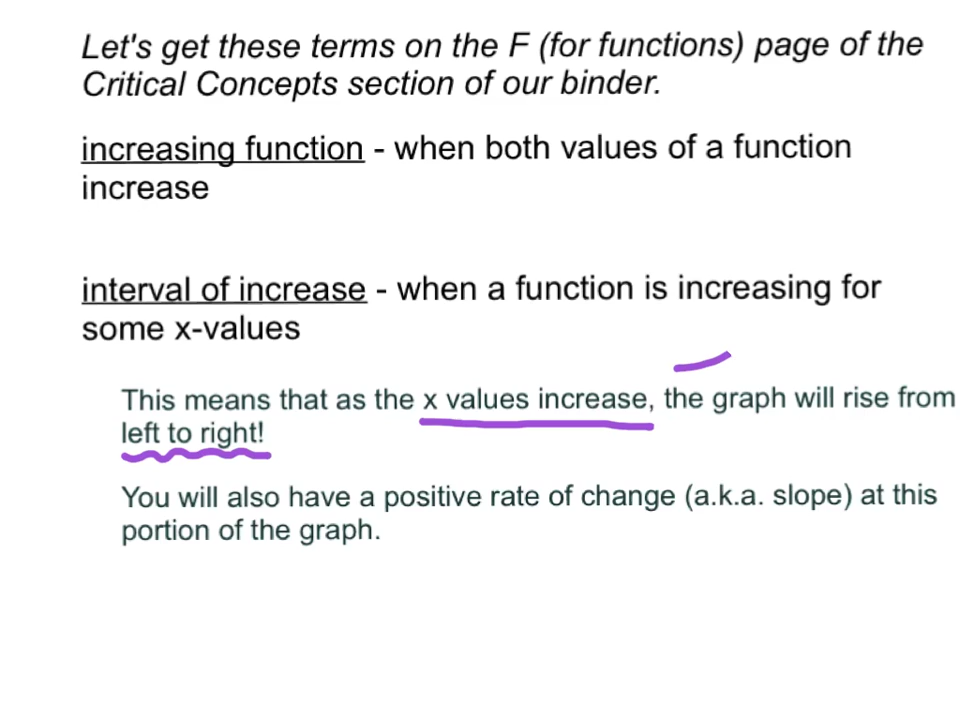 Let's get these terms on the F (for functions) page of the
Critical Concepts section of our binder.
increasing function - when both values of a function
increase
interval of increase - when a function is increasing for
some x-values
This means that as the x values increase, the graph will rise from
left to right!
You will also have a positive rate of change (a.k.a. slope) at this
portion of the graph.